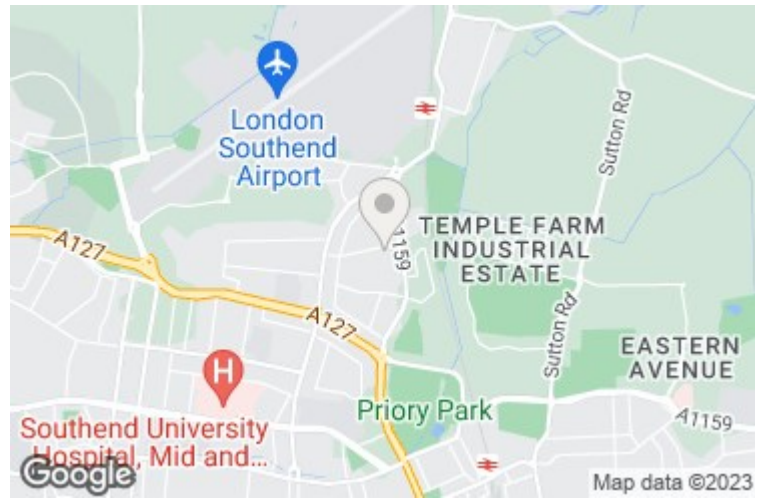 London
Southend
Airport
Sutton Rd
A1159
TEMPLE FARM
INDUSTRIAL
ESTATE
A127
Sutton Rd
A127
EASTERN
AVENUE
H
Priory Park
A1159
Southend University
Hospital, Mid and...
Google
Map data ©2023